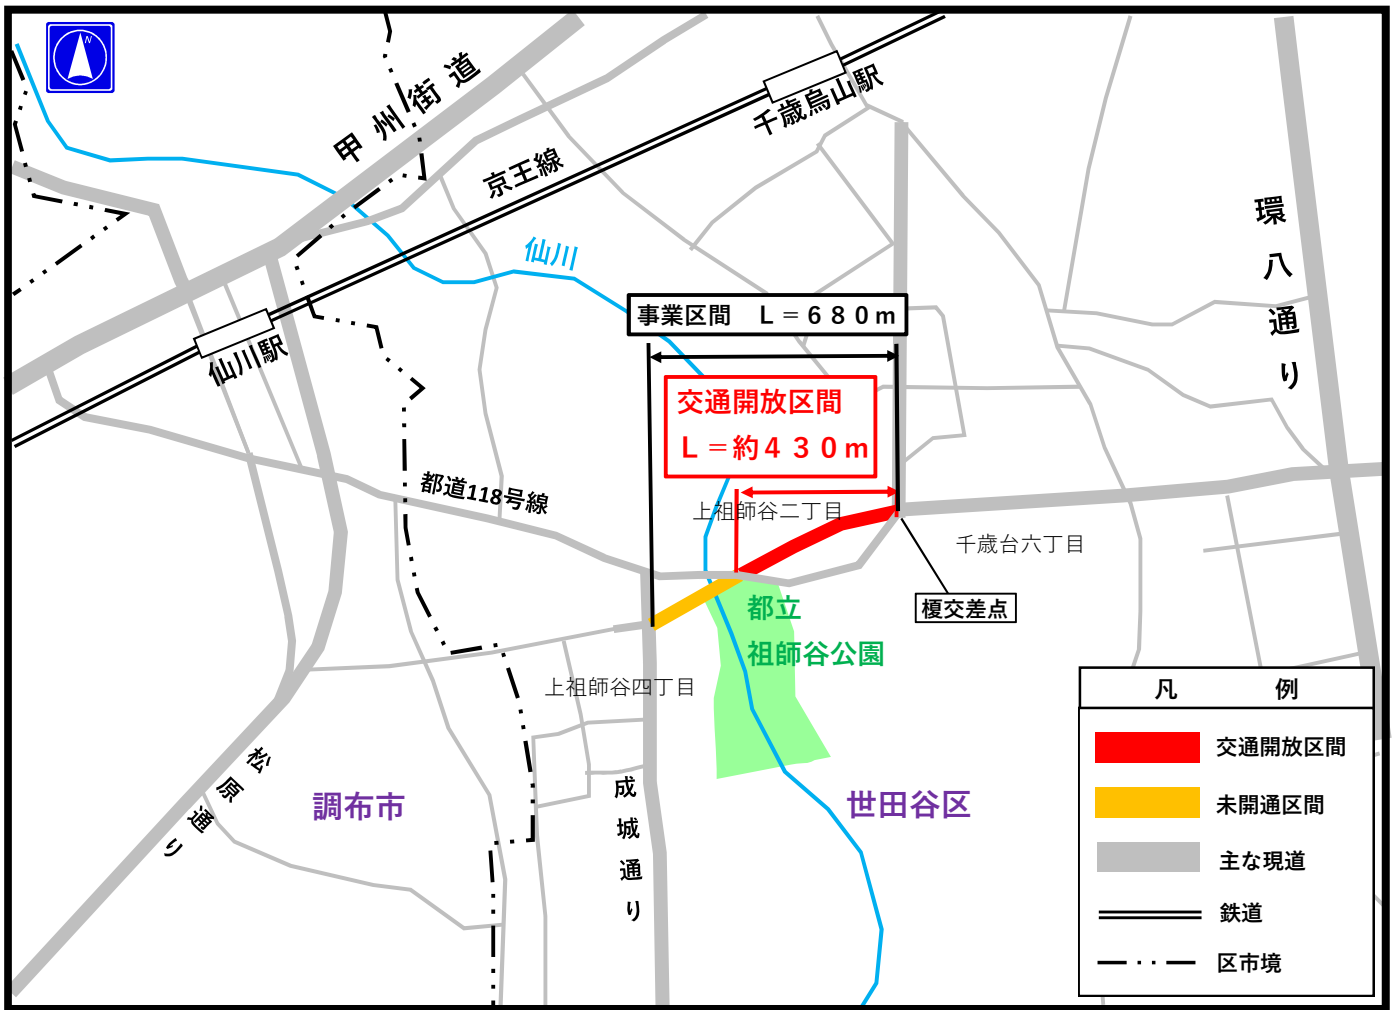 N
甲州街道
千歳烏山駅
京王線
環八通り
仙川
事業区間　Ｌ＝６８０ｍ
仙川駅
交通開放区間
Ｌ＝約４３０ｍ
都道118号線
上祖師谷二丁目
千歳台六丁目
榎交差点
都立
祖師谷公園
上祖師谷四丁目
松原通り
調布市
成城通り
世田谷区
凡　例
交通開放区間
未開通区間
主な現道
鉄道
区市境